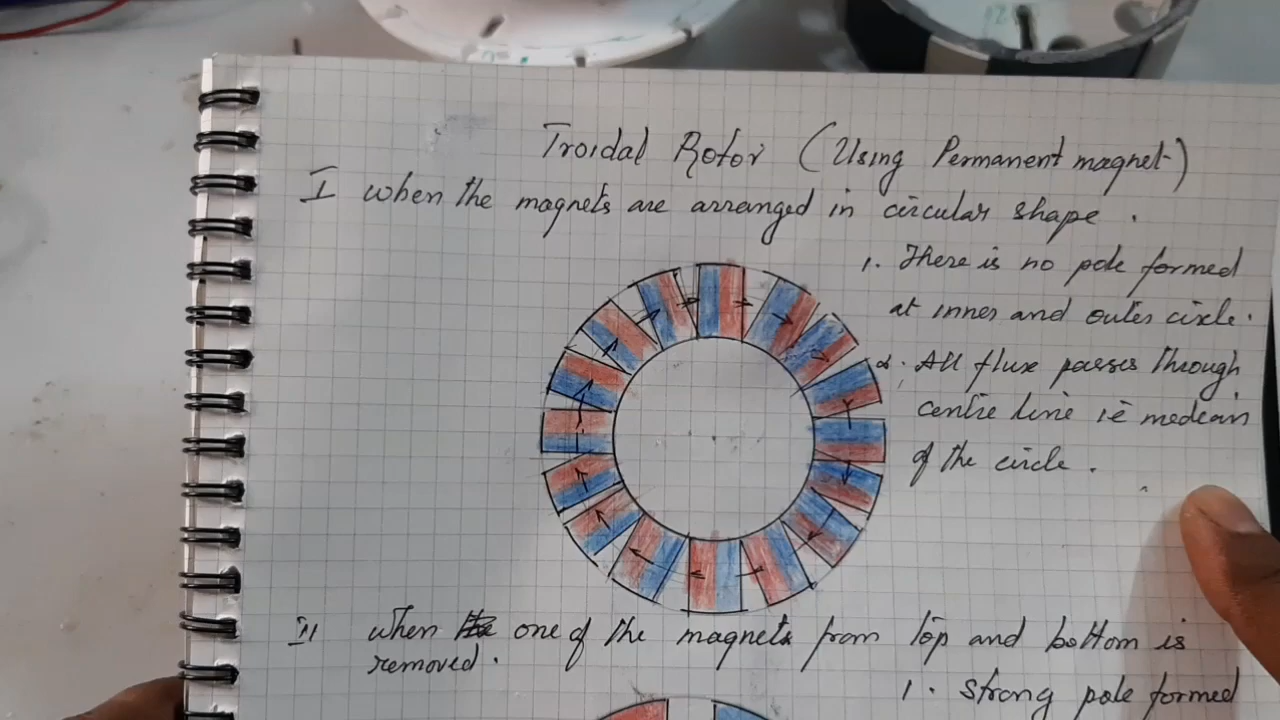 Troidal Rotor (Using Permanent magnet)
I when the magnets are arranged in circular shape .
1. There is no pole formed
at inner and outer circle.
2. All flux passes through
centre line ie medean
of the circle .
II when one of the magnets from top and bottom is
removed .
1. strong pole formed